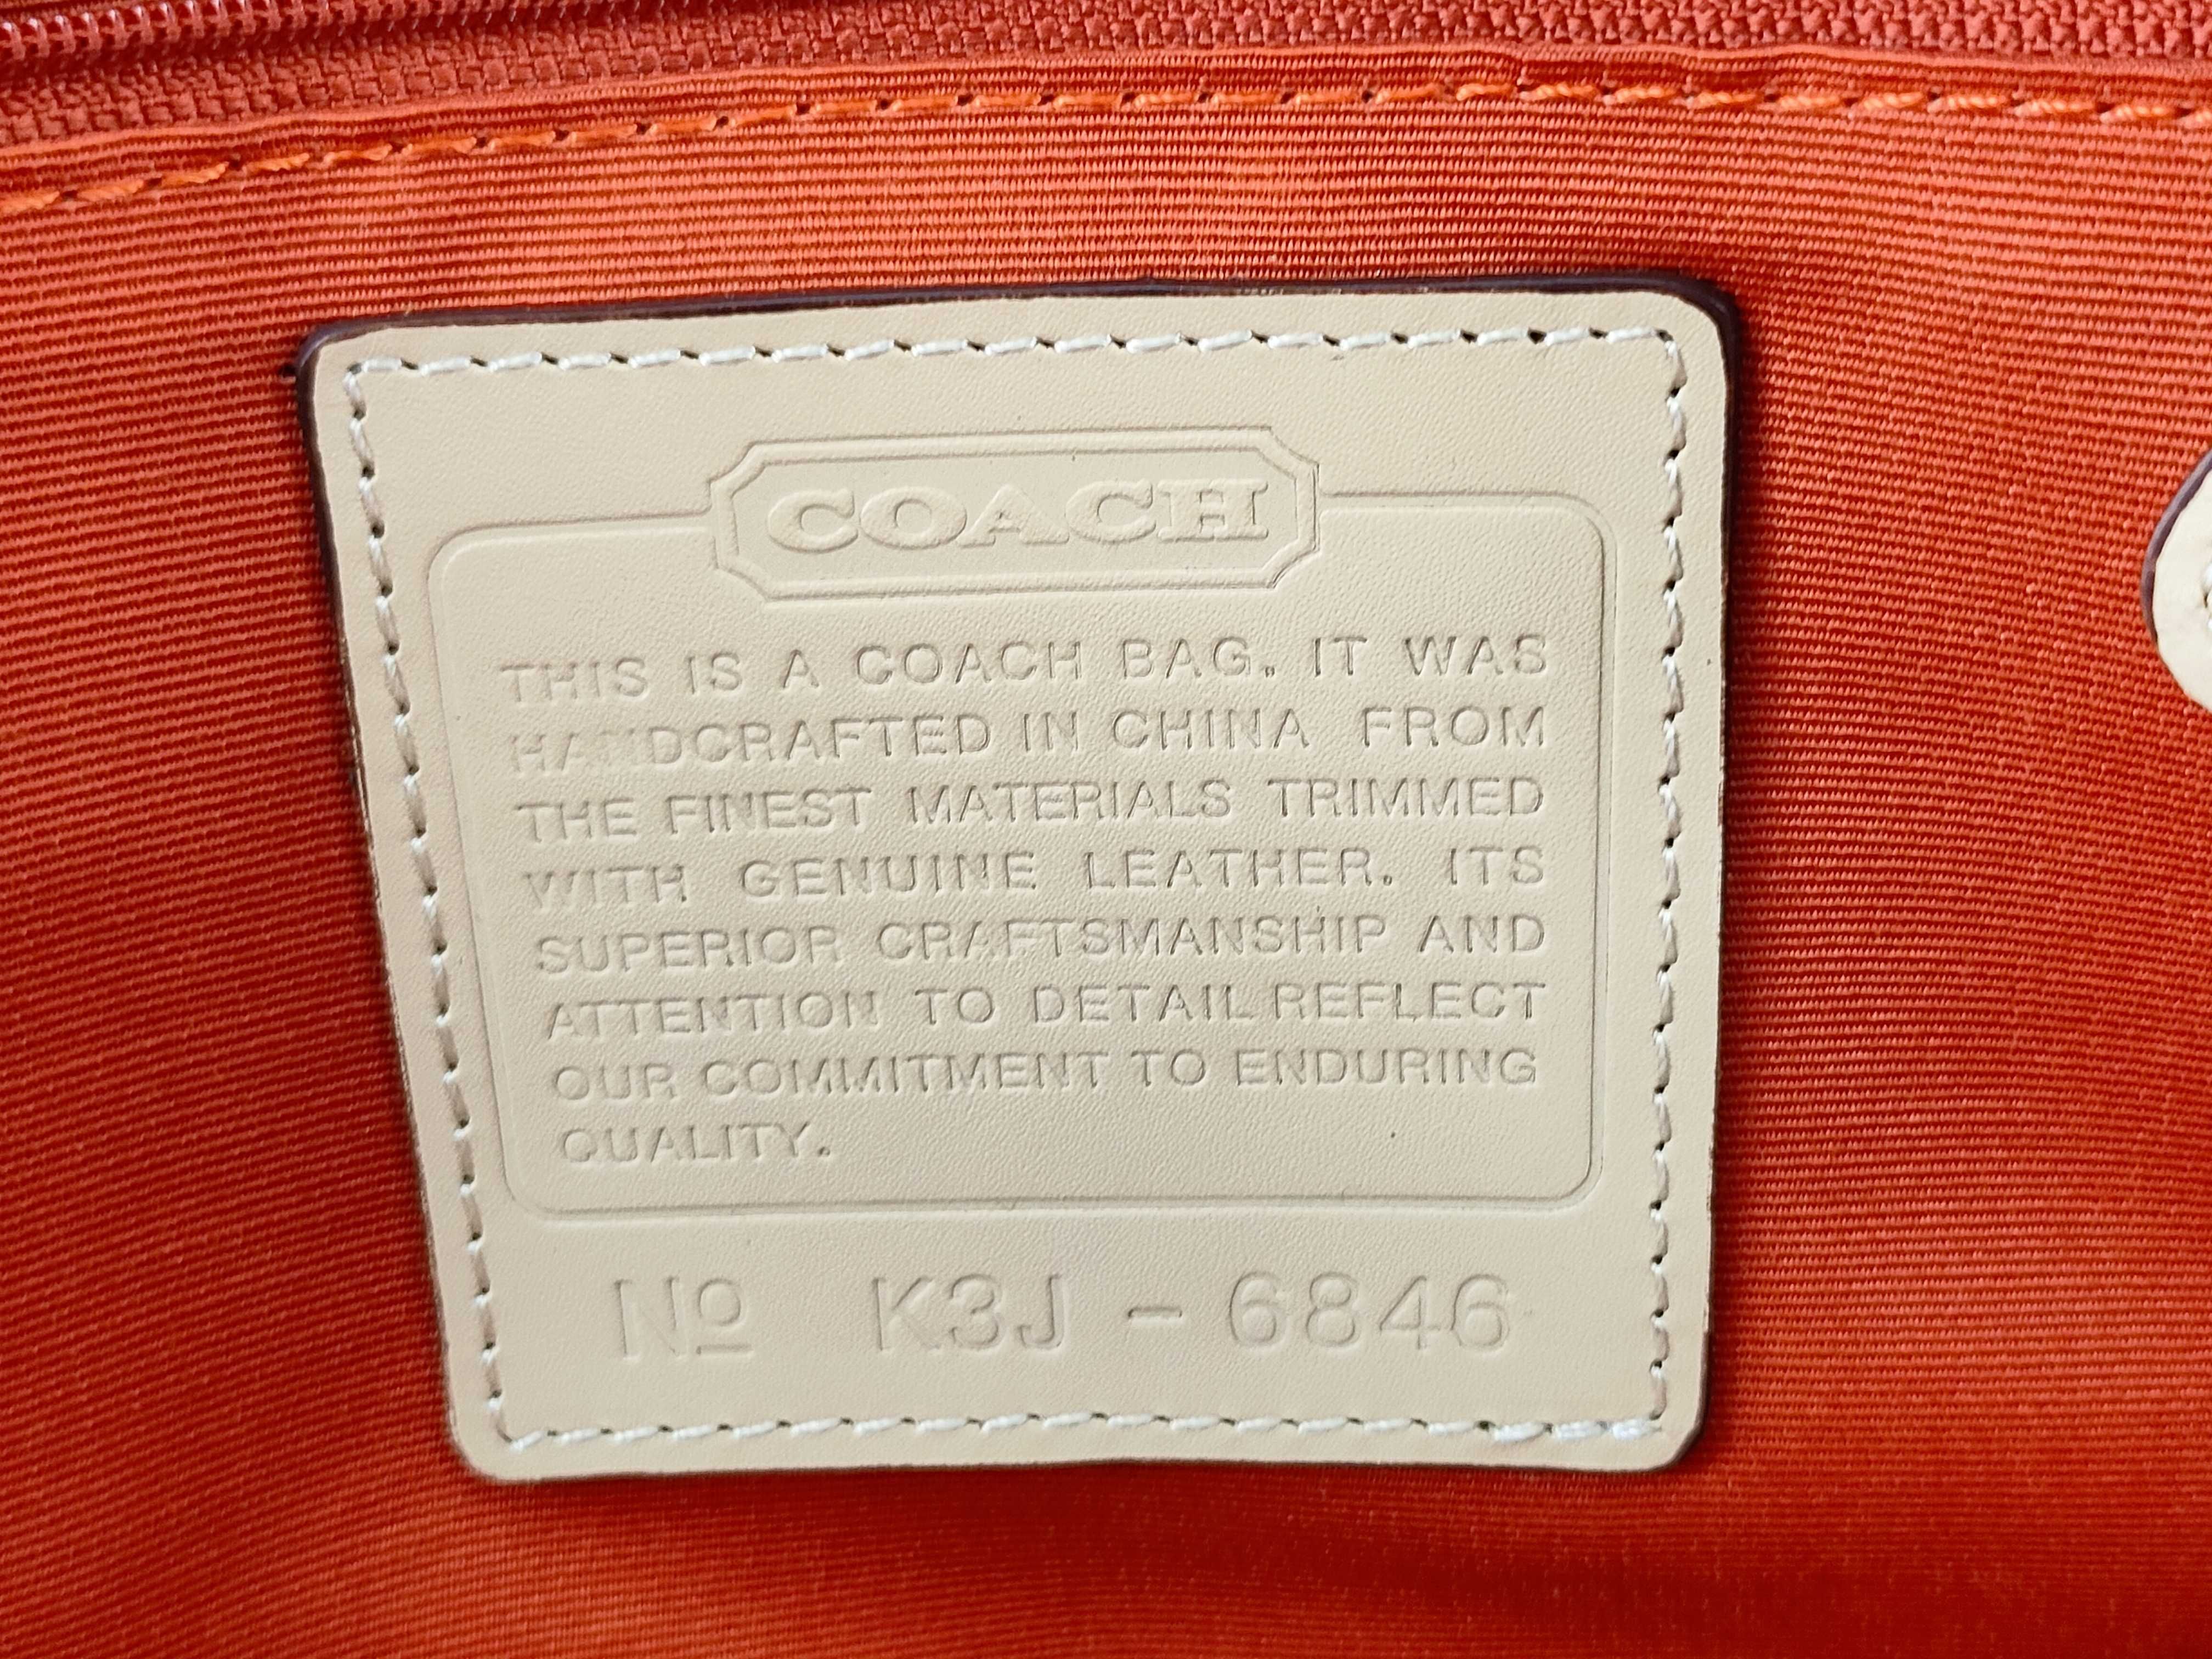 COACH
THIS IS A COACH BAG. IT WAS
HANDCRAFTED IN CHINA FROM
THE FINEST MATERIALS TRIMMED
WITH GENUINE LEATHER. ITS
SUPERIOR CRAFTSMANSHIP AND
ATTENTION TO DETAIL REFLECT
OUR COMMITMENT TO ENDURING
QUALITY.
Nº K3J - 6846